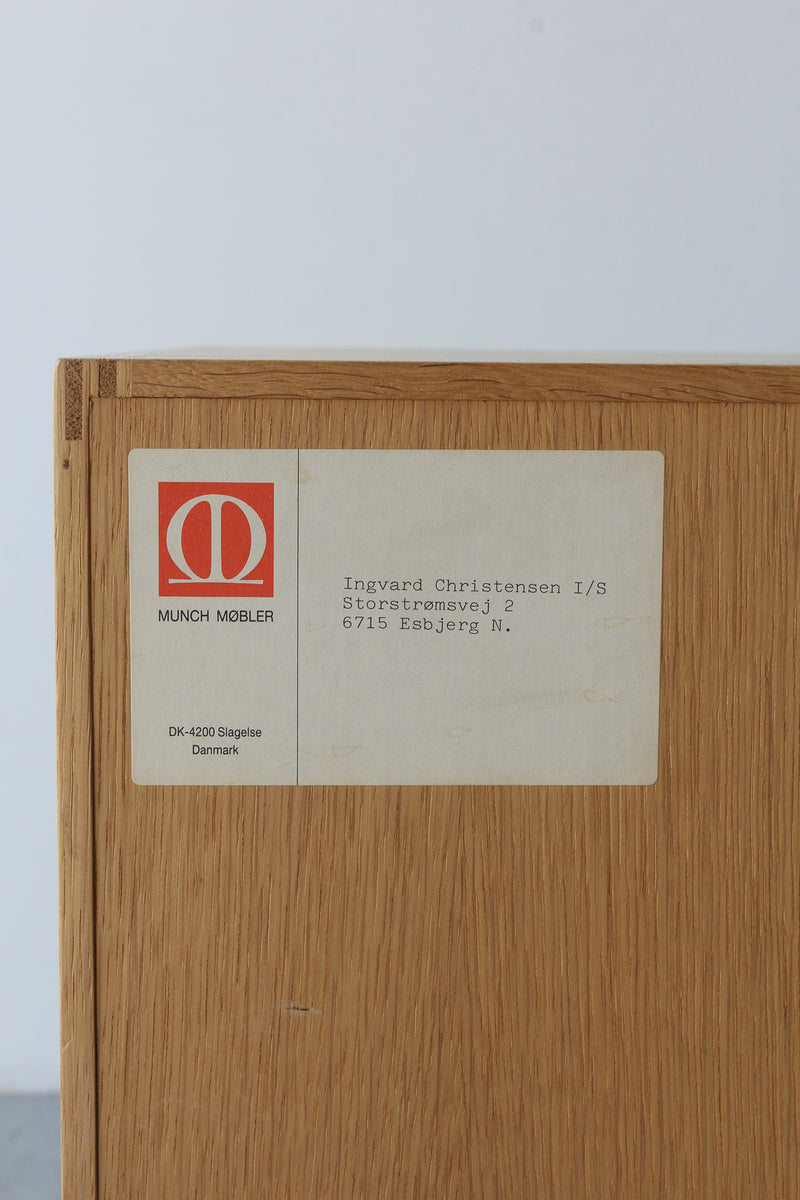 M
MUNCH MØBLER
DK-4200 Slagelse
Danmark
Ingvard Christensen I/S
Storstrømsvej 2
6715 Esbjerg N.